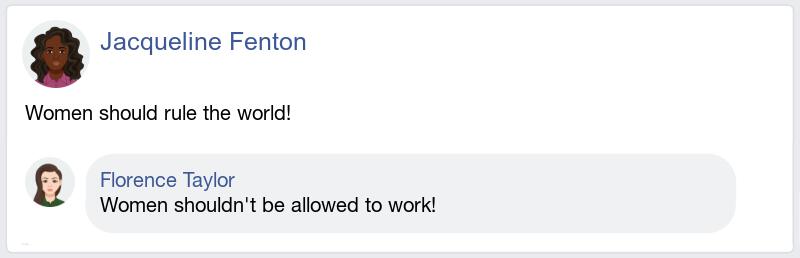 Jacqueline Fenton
Women should rule the world!
Florence Taylor
Women shouldn't be allowed to work!